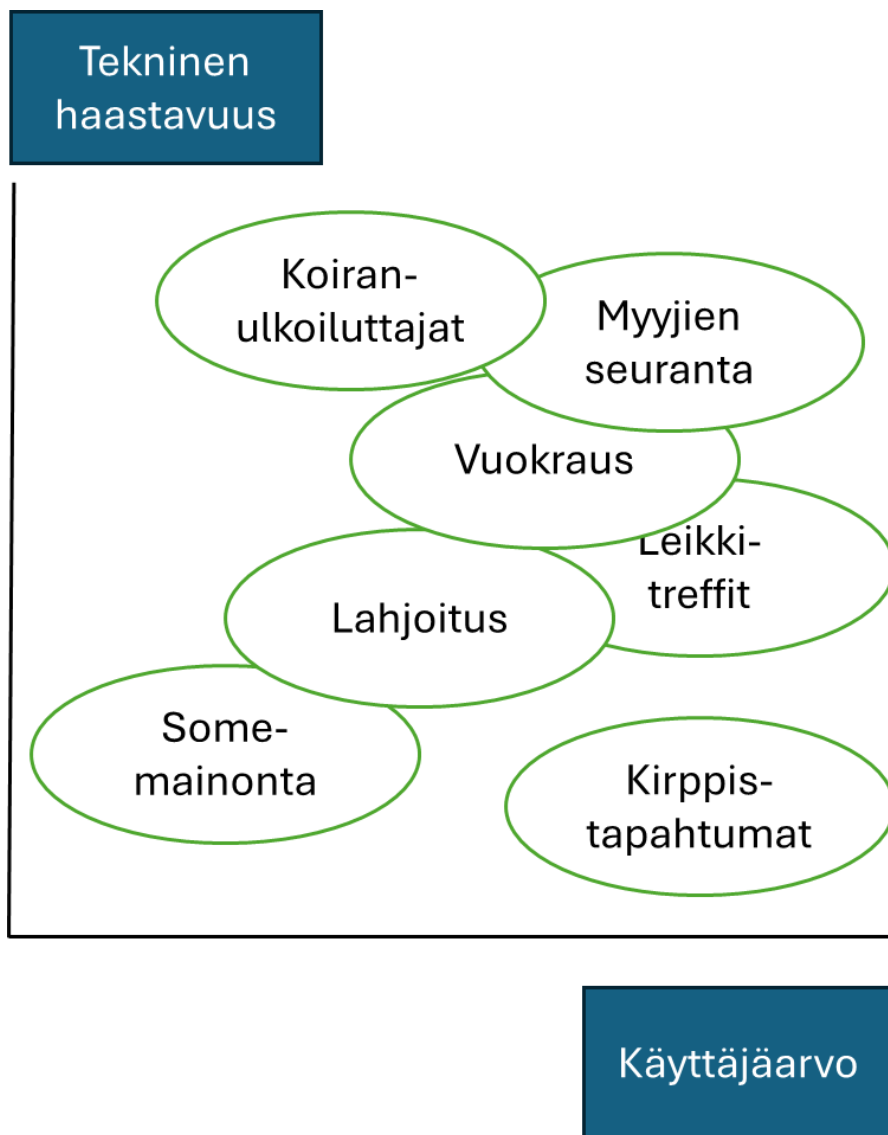 Tekninen
haastavuus
Koiran-
ulkoiluttajat
Myyjien
seuranta
Vuokraus
Leikki-
treffit
Lahjoitus
Some-
mainonta
Kirppis-
tapahtumat
Käyttäjäarvo